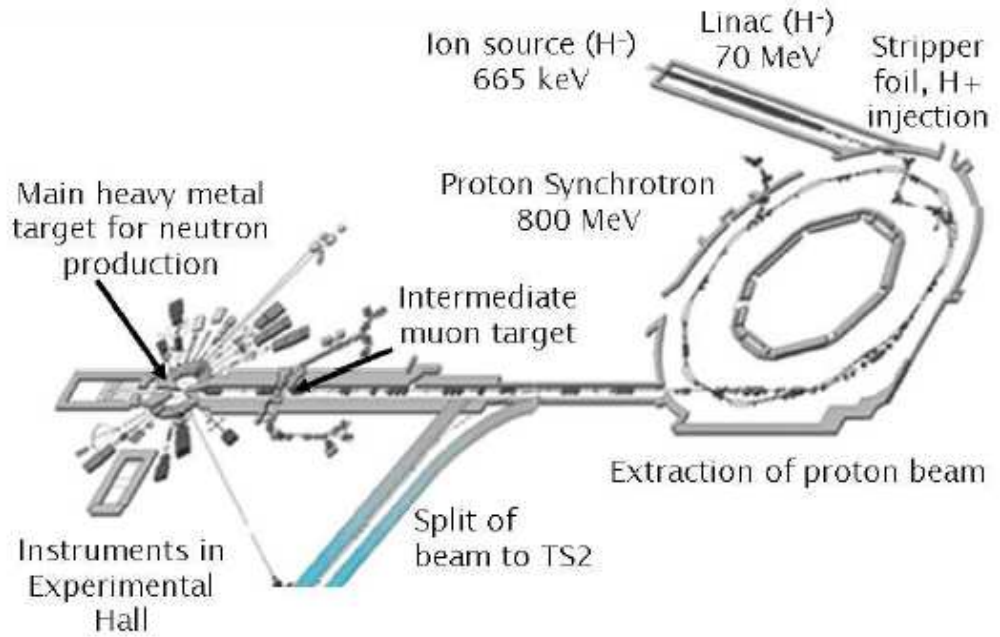 Ion source (H-)
665 keV
Linac (H-)
70 MeV
Stripper
foil, H+
injection
Main heavy metal
target for neutron
production
Proton Synchrotron
800 MeV
Intermediate
muon target
Extraction of proton beam
Split of
beam to TS2
Instruments in
Experimental
Hall